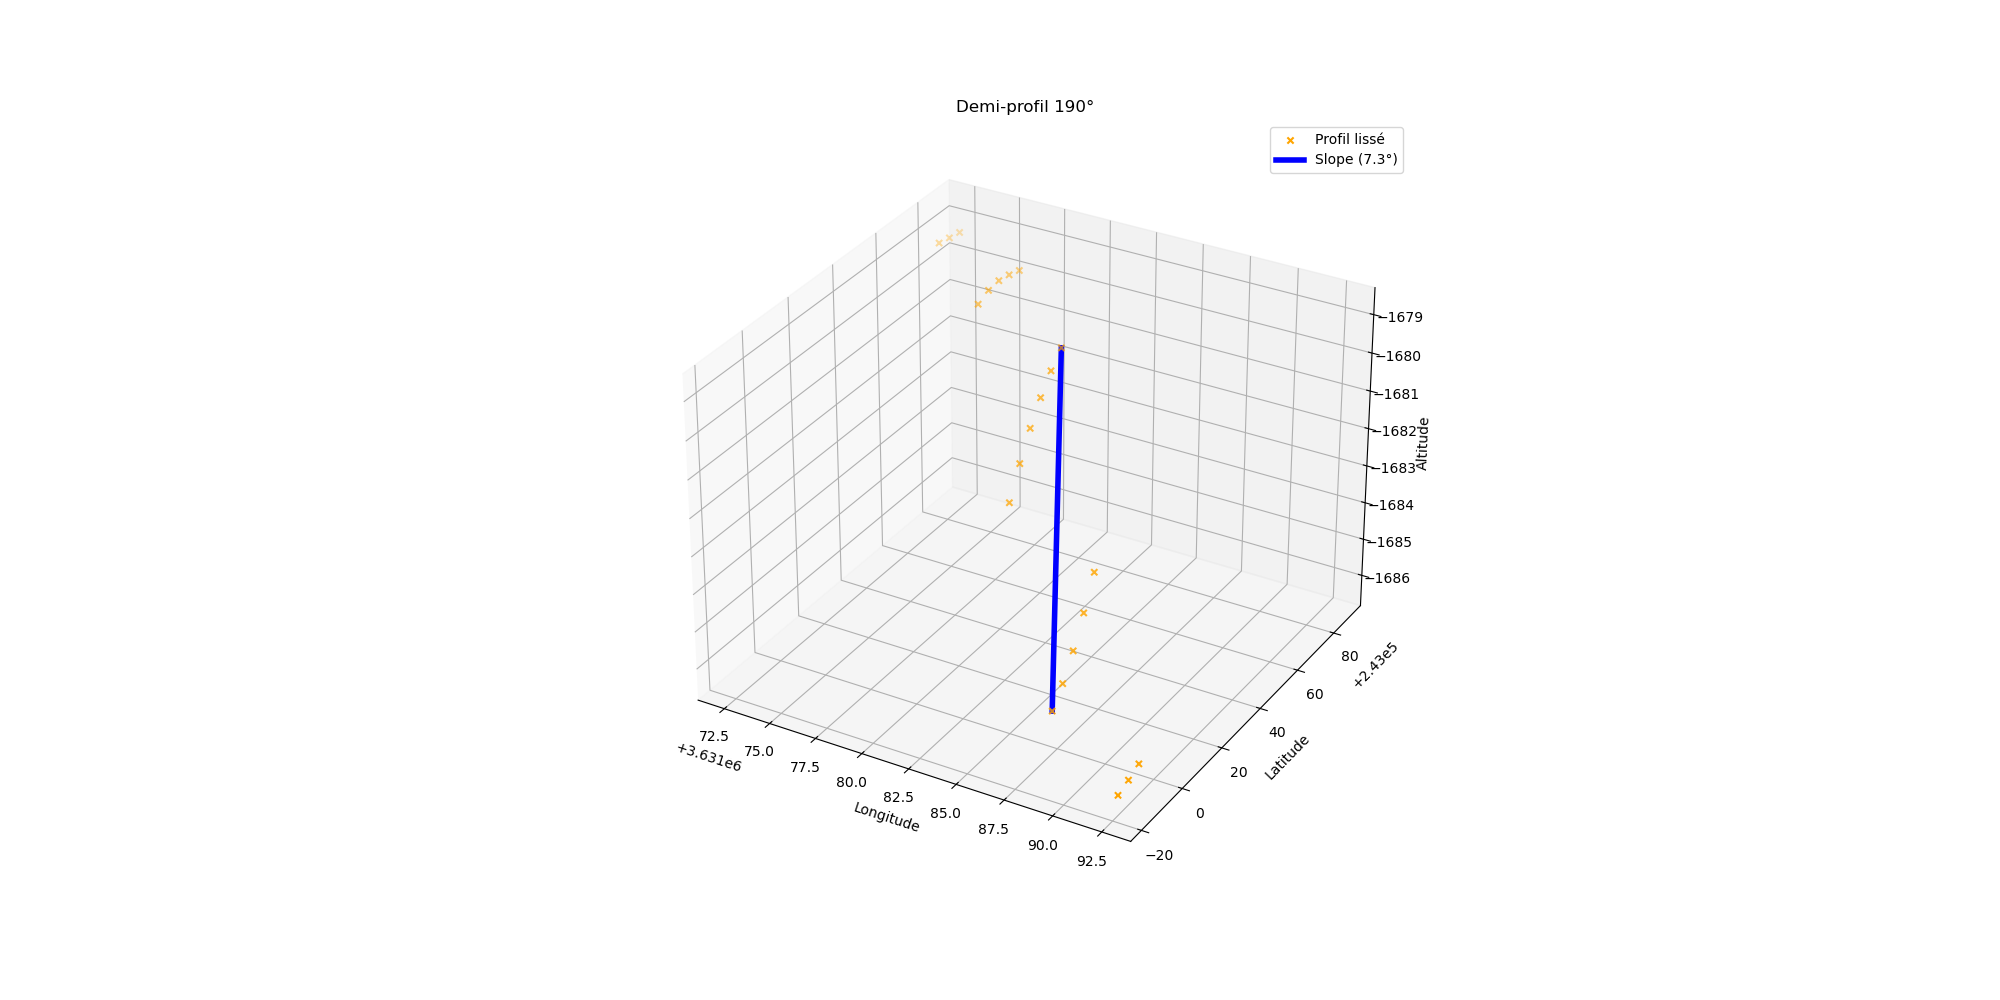 Demi-profil 190°
Profil lissé
Slope (7.3°)
−1679
−1680
−1681
−1682
−1683
−1684
−1685
−1686
Altitude
80
60
40
20
0
−20
+2.43e5
Latitude
72.5
75.0
77.5
80.0
82.5
85.0
87.5
90.0
92.5
+3.631e6
Longitude